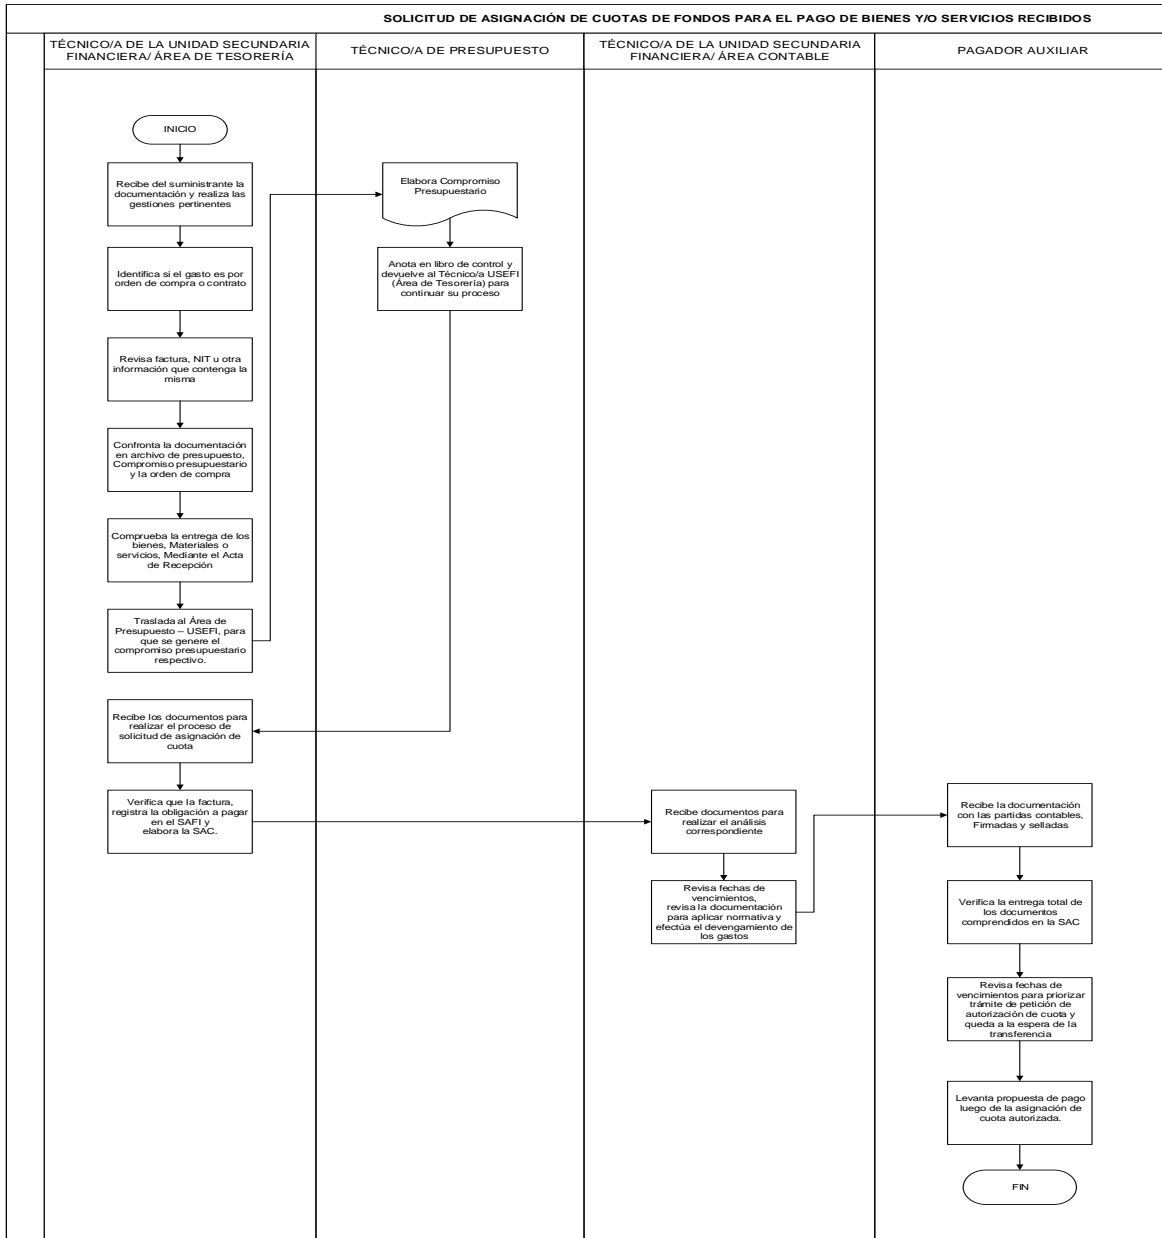 SOLICITUD DE ASIGNACIÓN DE CUOTAS DE FONDOS PARA EL PAGO DE BIENES Y/O SERVICIOS RECIBIDOS
TÉCNICO/A DE LA UNIDAD SECUNDARIA
FINANCIERA/ ÁREA DE TESORERÍA
TÉCNICO/A DE PRESUPUESTO
TÉCNICO/A DE LA UNIDAD SECUNDARIA
FINANCIERA/ ÁREA CONTABLE
PAGADOR AUXILIAR
INICIO
Recibe del suministrante la
documentación y realiza las
gestiones pertinentes
Identifica si el gasto es por
orden de compra o contrato
Revisa factura, NIT u otra
información que contenga la
misma
Confronta la documentación
en archivo de presupuesto,
Compromiso presupuestario
y la orden de compra
Comprueba la entrega de los
bienes, Materiales o
servicios, Mediante el Acta
de Recepción
Traslada al Área de
Presupuesto – USEFI, para
que se genere el
compromiso presupuestario
respectivo.
Elabora Compromiso
Presupuestario
Anota en libro de control y
devuelve al Técnico/a USEFI
(Área de Tesorería) para
continuar su proceso
Recibe los documentos para
realizar el proceso de
solicitud de asignación de
cuota
Verifica que la factura,
registra la obligación a pagar
en el SAFI y
elabora la SAC.
Recibe documentos para
realizar el análisis
correspondiente
Revisa fechas de
vencimientos,
revisa la documentación
para aplicar normativa y
efectúa el devengamiento de
los gastos
Recibe la documentación
con las partidas contables,
Firmadas y selladas
Verifica la entrega total de
los documentos
comprendidos en la SAC
Revisa fechas de
vencimientos para priorizar
trámite de petición de
autorización de cuota y
queda a la espera de la
transferencia
Levanta propuesta de pago
luego de la asignación de
cuota autorizada.
FIN